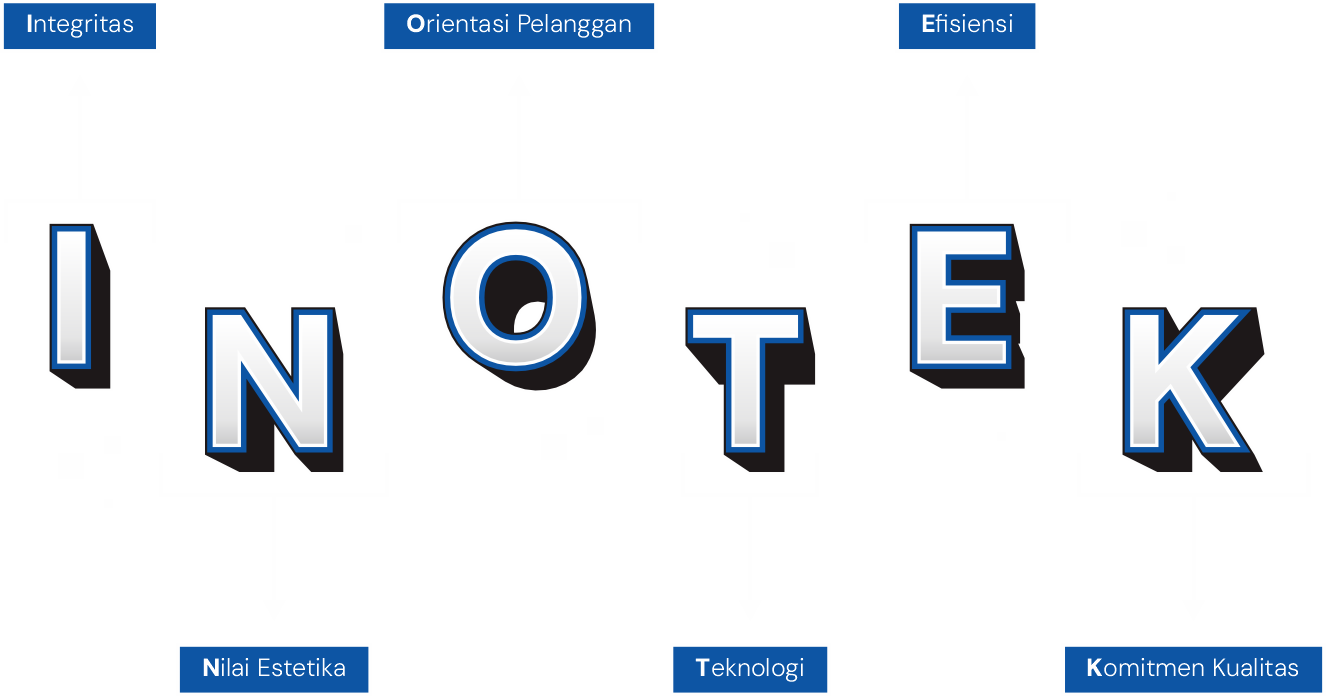 Integritas
Orientasi Pelanggan
Efisiensi
I N O T E K
Nilai Estetika
Teknologi
Komitmen Kualitas